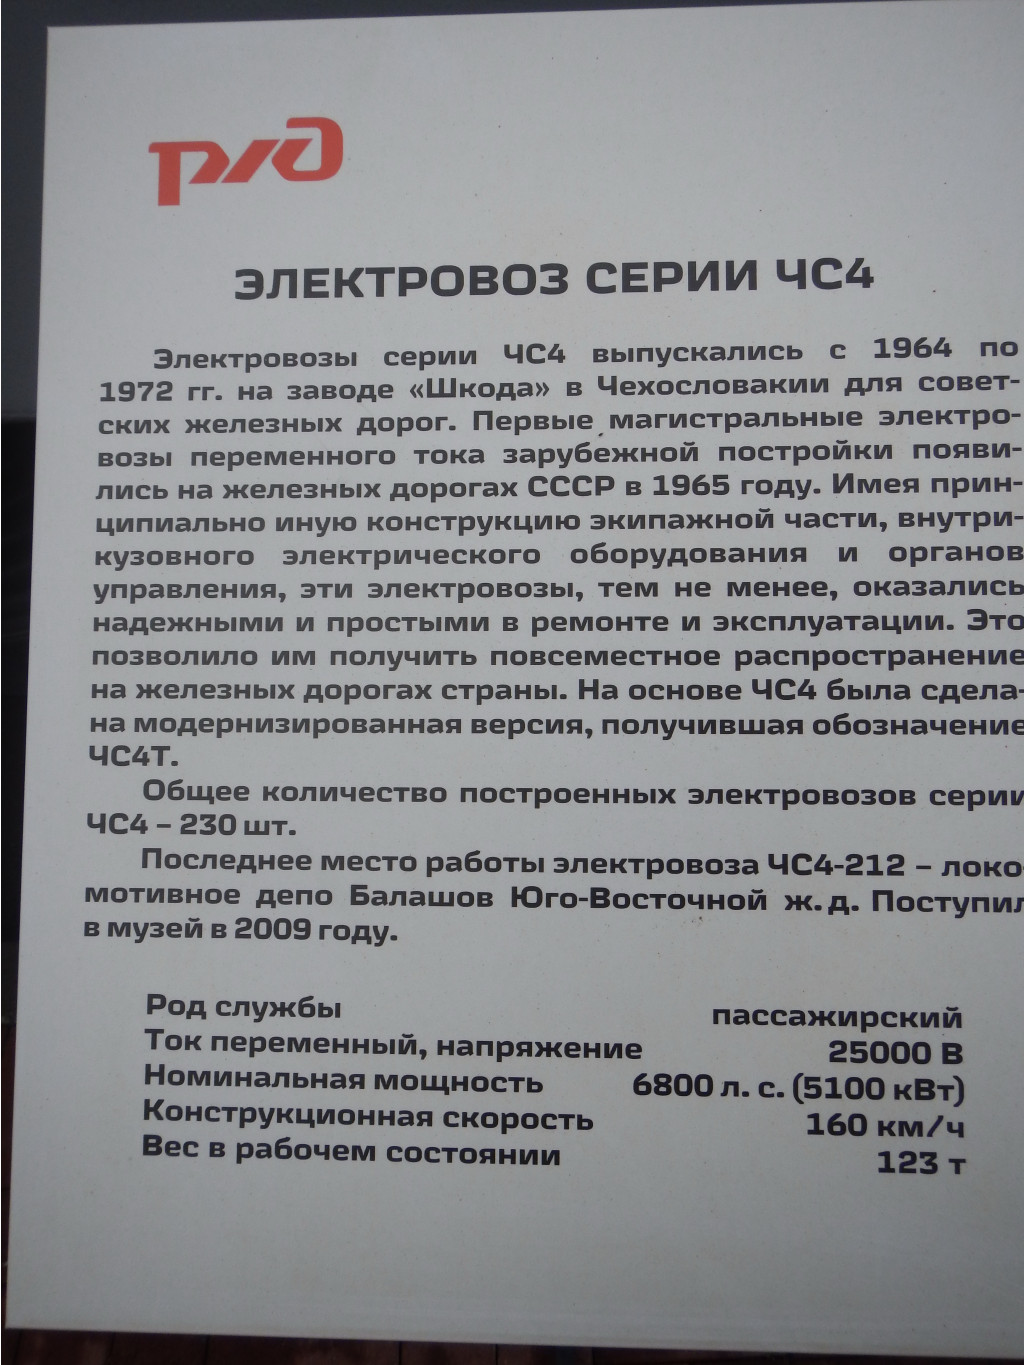 РЖД
ЭЛЕКТРОВОЗ СЕРИИ ЧС4
Электровозы серии ЧС4 выпускались с 1964 по
1972 гг. на заводе «Шкода» в Чехословакии для совет-
ских железных дорог. Первые магистральные электро-
возы переменного тока зарубежной постройки появи-
лись на железных дорогах СССР в 1965 году. Имея прин-
ципиально иную конструкцию экипажной части, внутри-
кузовного электрического оборудования и органов
управления, эти электровозы, тем не менее, оказались
надежными и простыми в ремонте и эксплуатации. Это
позволило им получить повсеместное распространение
на железных дорогах страны. На основе ЧС4 была сдела-
на модернизированная версия, получившая обозначение
ЧС4Т.
Общее количество построенных электровозов серии
ЧС4 – 230 шт.
Последнее место работы электровоза ЧС4-212 – локо-
мотивное депо Балашов Юго-Восточной ж.д. Поступил
в музей в 2009 году.
Род службы пассажирский
Ток переменный, напряжение 25000 В
Номинальная мощность 6800 л. с. (5100 кВт)
Конструкционная скорость 160 км/ч
Вес в рабочем состоянии 123 т